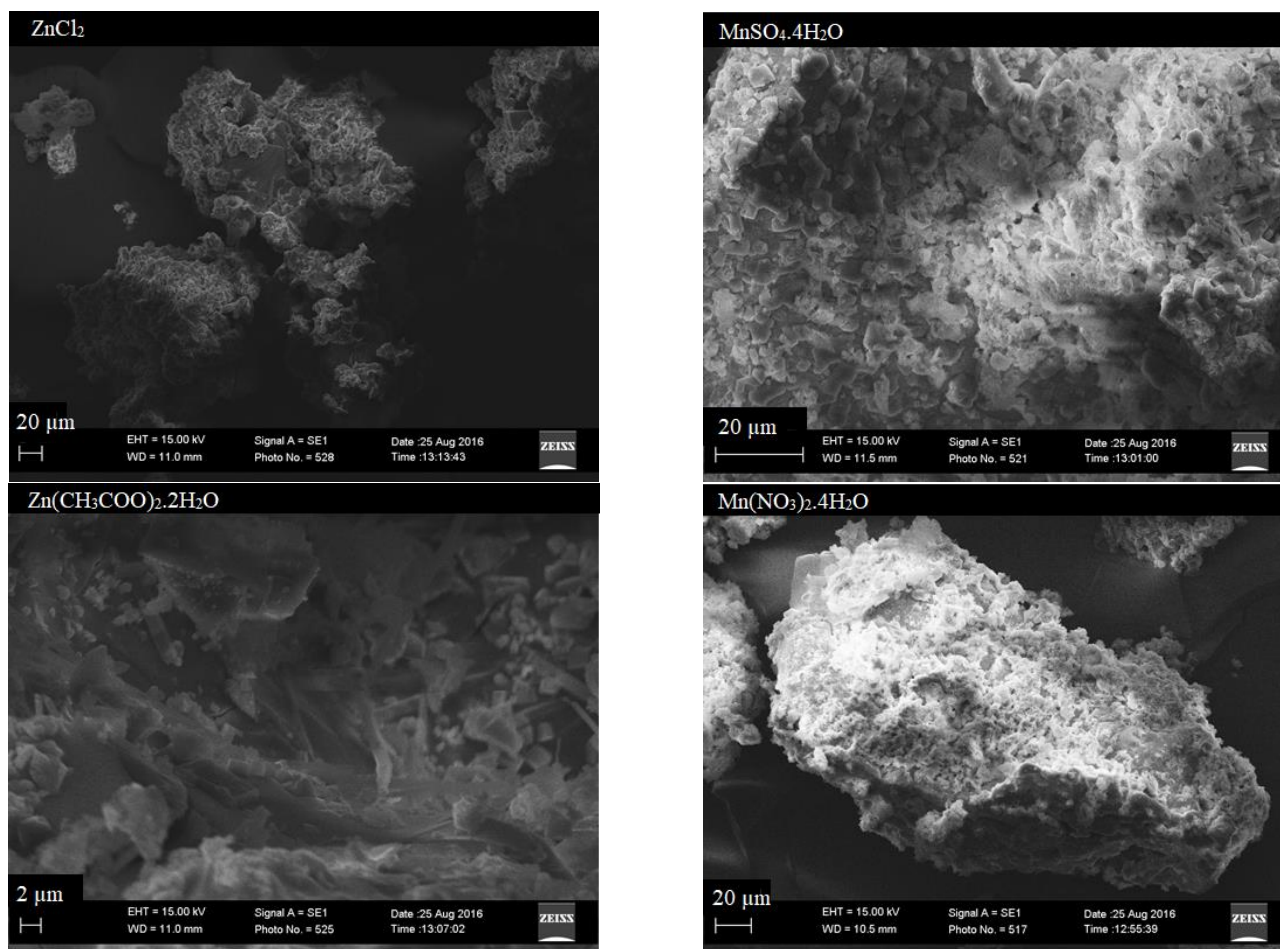 ZnCl₂
20 µm
EHT = 15.00 kV Signal A = SE1 Date :25 Aug 2016
WD = 11.0 mm Photo No. = 528 Time :13:13:43
ZEISS
MnSO₄.4H₂O
20 µm
EHT = 15.00 kV Signal A = SE1 Date :25 Aug 2016
WD = 11.5 mm Photo No. = 521 Time :13:01:00
ZEISS
Zn(CH₃COO)₂.2H₂O
2 µm
EHT = 15.00 kV Signal A = SE1 Date :25 Aug 2016
WD = 11.0 mm Photo No. = 525 Time :13:07:02
ZEISS
Mn(NO₃)₂.4H₂O
20 µm
EHT = 15.00 kV Signal A = SE1 Date :25 Aug 2016
WD = 10.5 mm Photo No. = 517 Time :12:55:39
ZEISS